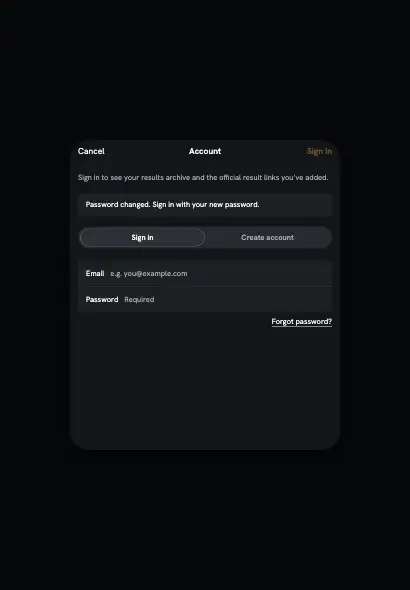 Cancel Account Sign in
Sign in to see your results archive and the official result links you've added.
Password changed. Sign in with your new password.
Sign in Create account
Email e.g. you@example.com
Password Required
Forgot password?